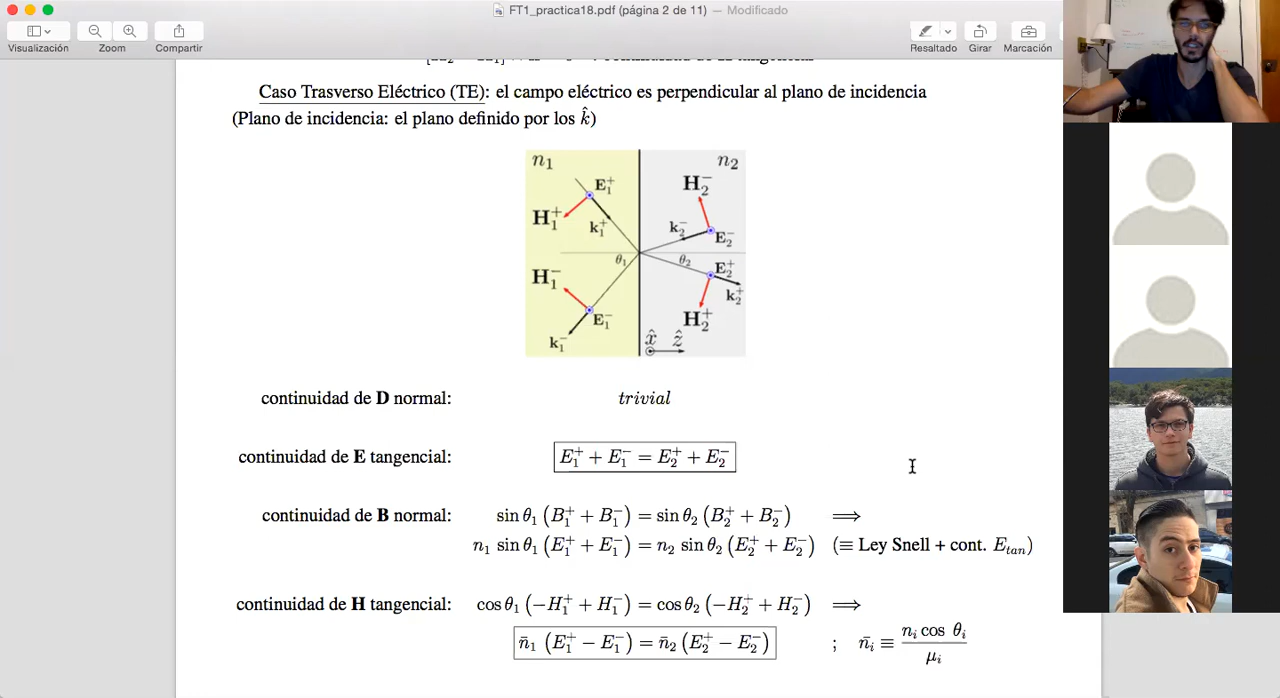 FT1_practica18.pdf (página 2 de 11) — Modificado
Visualización
Zoom
Compartir
Resaltado
Girar
Marcación
Caso Trasverso Eléctrico (TE): el campo eléctrico es perpendicular al plano de incidencia
(Plano de incidencia: el plano definido por los k̂)
n₁ n₂
E₁⁺ H₂⁻
H₁⁺ k₁⁺ k₂⁻ E₂⁻
θ₁ θ₂ E₂⁺
H₁⁻ k₂⁺
E₁⁻ H₂⁺
k₁⁻ x̂ ẑ
continuidad de D normal: trivial
continuidad de E tangencial: E₁⁺ + E₁⁻ = E₂⁺ + E₂⁻
continuidad de B normal: sin θ₁ (B₁⁺ + B₁⁻) = sin θ₂ (B₂⁺ + B₂⁻) ⟹
n₁ sin θ₁ (E₁⁺ + E₁⁻) = n₂ sin θ₂ (E₂⁺ + E₂⁻) (≡ Ley Snell + cont. E_tan)
continuidad de H tangencial: cos θ₁ (−H₁⁺ + H₁⁻) = cos θ₂ (−H₂⁺ + H₂⁻) ⟹
n̄₁ (E₁⁺ − E₁⁻) = n̄₂ (E₂⁺ − E₂⁻) ; n̄ᵢ ≡ nᵢ cos θᵢ / μᵢ